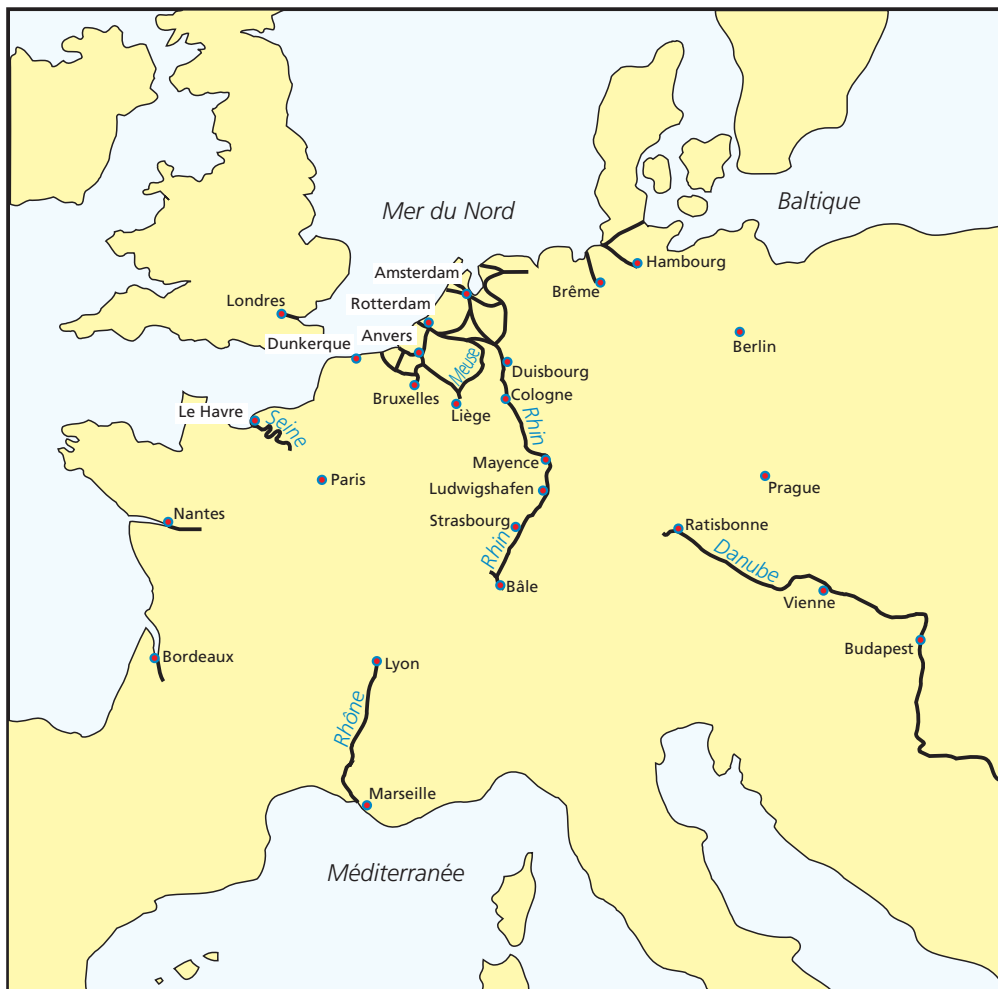 Baltique
Mer du Nord
Hambourg
Amsterdam
Brême
Londres
Rotterdam
Berlin
Dunkerque
Anvers
Meuse
Duisbourg
Bruxelles
Liège
Cologne
Le Havre
Seine
Rhin
Mayence
Paris
Ludwigshafen
Prague
Nantes
Strasbourg
Ratisbonne
Rhin
Danube
Bâle
Vienne
Budapest
Bordeaux
Lyon
Rhône
Marseille
Méditerranée